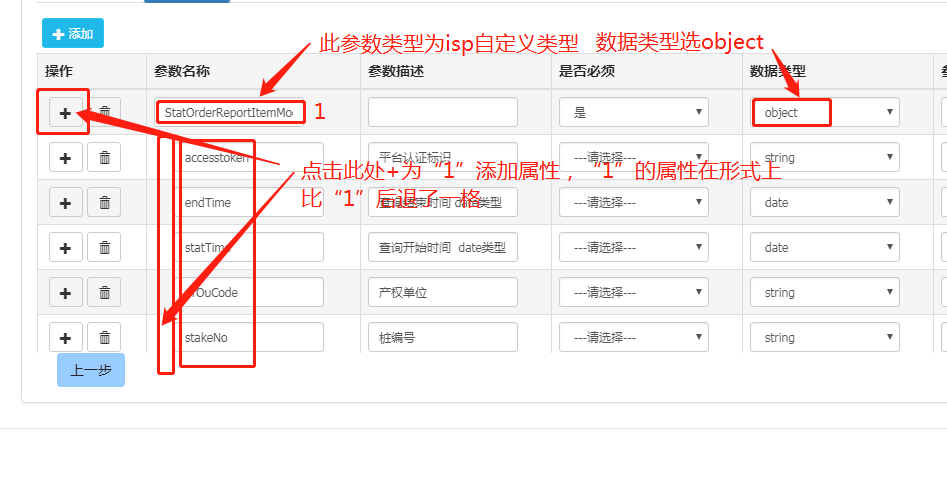 添加
此参数类型为isp自定义类型 数据类型选object
操作 参数名称 参数描述 是否必须 数据类型
StatOrderReportItemMo 1 是 object
accesstoken 平台认证标识 ---请选择--- string
点击此处+为“1”添加属性，“1”的属性在形式上
比“1”后退了一格
endTime 查询结束时间 date类型 ---请选择--- date
statTime 查询开始时间 date类型 ---请选择--- date
OuCode 产权单位 ---请选择--- string
stakeNo 桩编号 ---请选择--- string
上一步